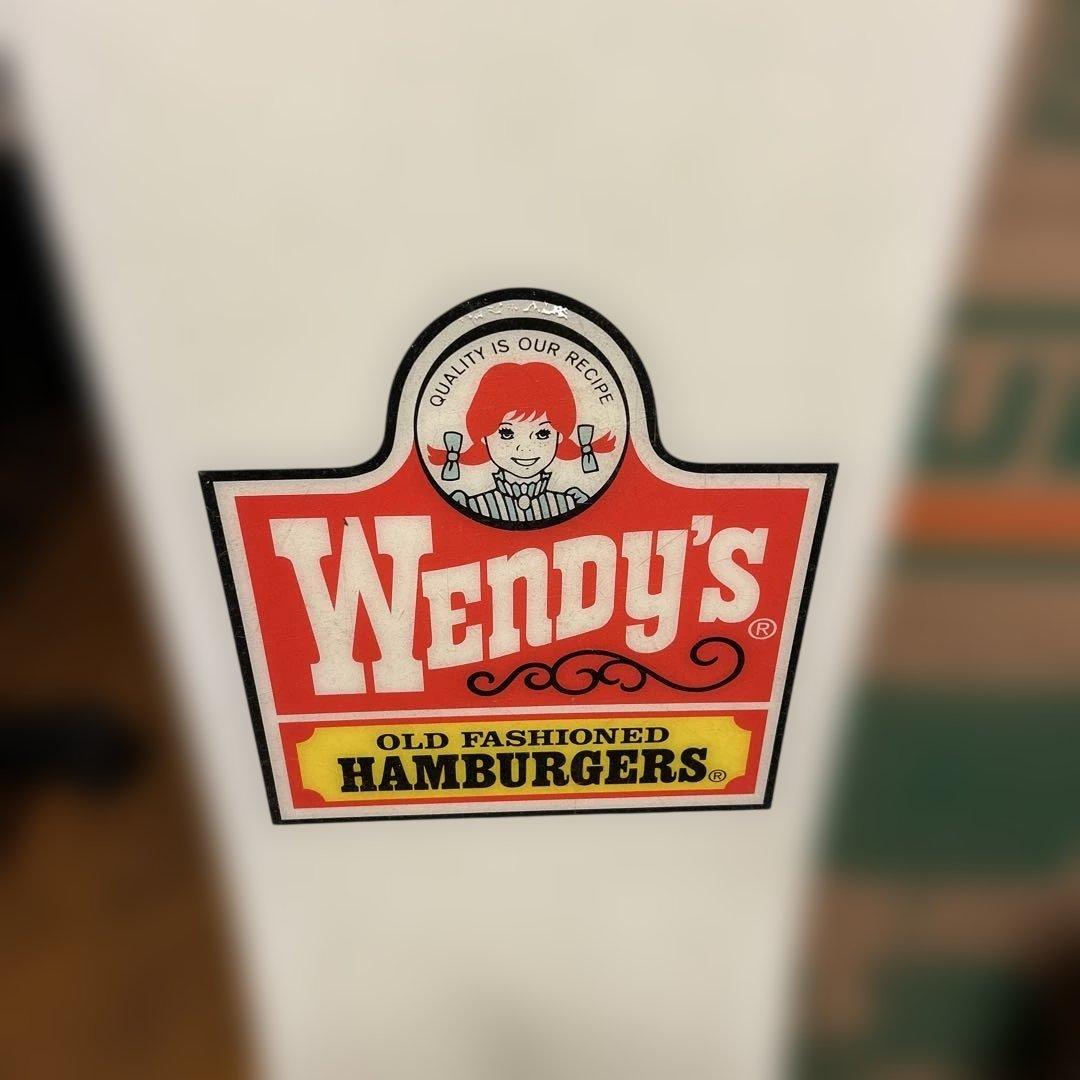 QUALITY IS OUR RECIPE
WENDY'S ®
OLD FASHIONED
HAMBURGERS®